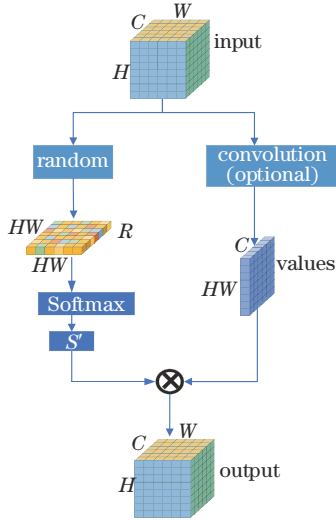 C W
input
H
random
convolution
(optional)
HW R
HW
C
values
HW
Softmax
S′
C W
H
output